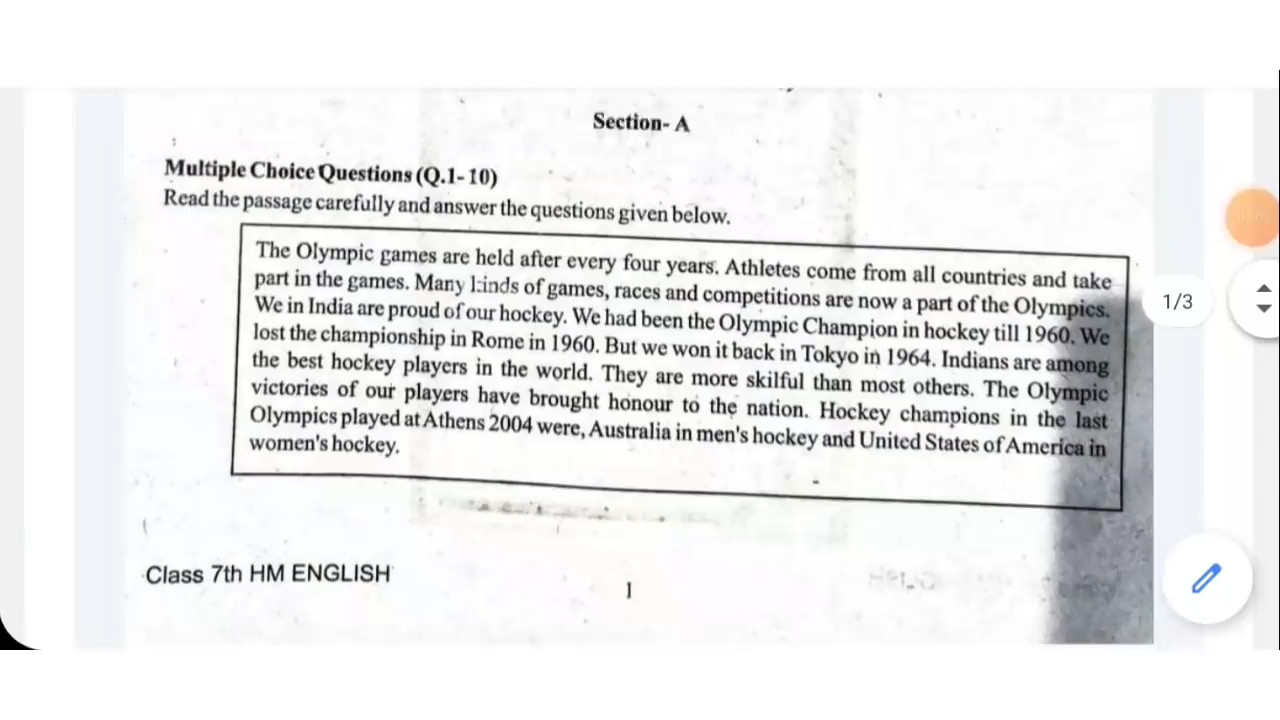 Section- A
Multiple Choice Questions (Q.1- 10)
Read the passage carefully and answer the questions given below.
The Olympic games are held after every four years. Athletes come from all countries and take
part in the games. Many kinds of games, races and competitions are now a part of the Olympics.
We in India are proud of our hockey. We had been the Olympic Champion in hockey till 1960. We
lost the championship in Rome in 1960. But we won it back in Tokyo in 1964. Indians are among
the best hockey players in the world. They are more skilful than most others. The Olympic
victories of our players have brought honour to the nation. Hockey champions in the last
Olympics played at Athens 2004 were, Australia in men's hockey and United States of America in
women's hockey.
1/3
Class 7th HM ENGLISH
1